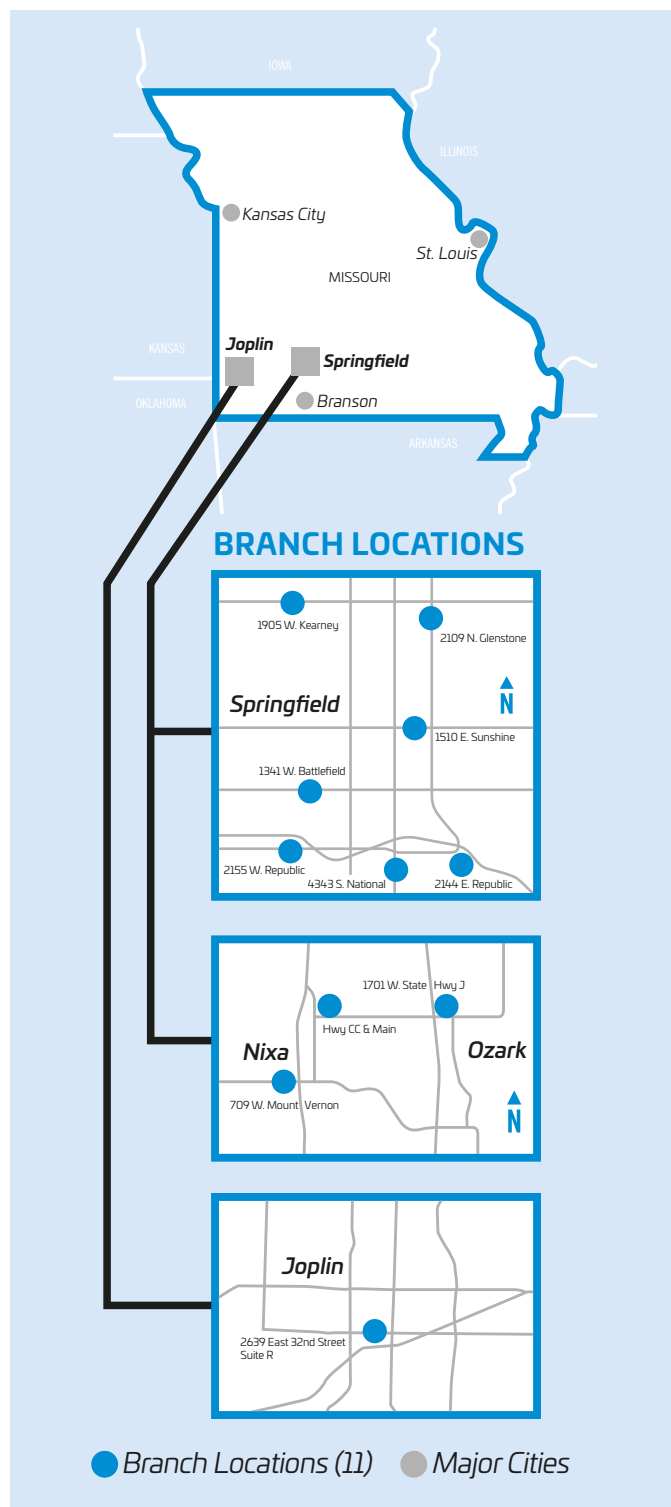 IOWA
ILLINOIS
Kansas City
St. Louis
MISSOURI
KANSAS
Joplin
Springfield
OKLAHOMA
Branson
ARKANSAS
BRANCH LOCATIONS
1905 W. Kearney
2109 N. Glenstone
Springfield
N
1510 E. Sunshine
1341 W. Battlefield
2155 W. Republic
4343 S. National
2144 E. Republic
1701 W. State Hwy J
Hwy CC & Main
Nixa
Ozark
709 W. Mount Vernon
N
Joplin
2639 East 32nd Street
Suite R
Branch Locations (11)
Major Cities